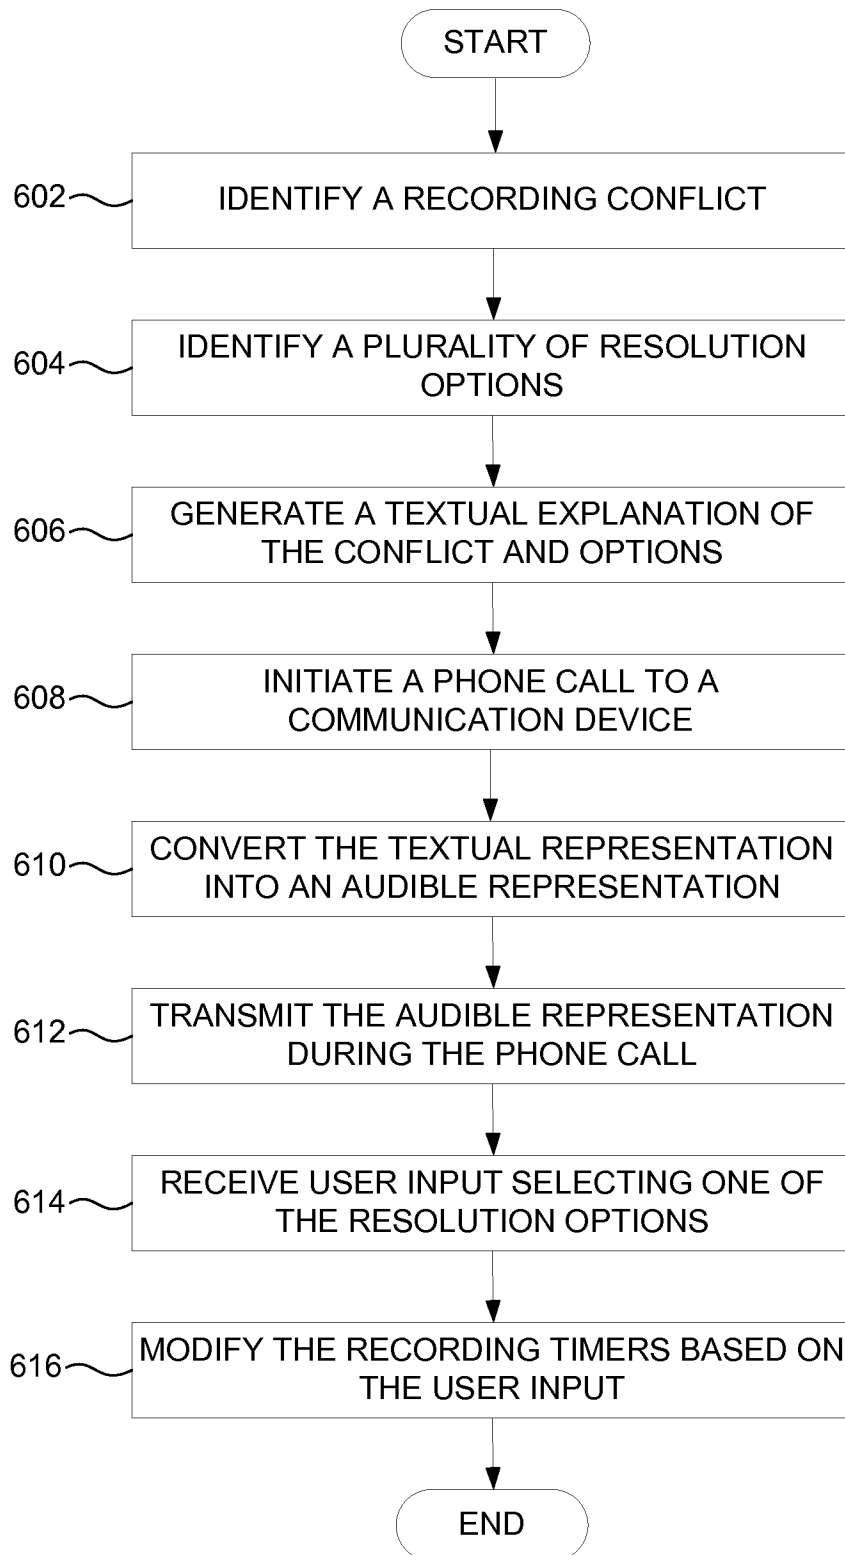 START
602
IDENTIFY A RECORDING CONFLICT
604
IDENTIFY A PLURALITY OF RESOLUTION
OPTIONS
606
GENERATE A TEXTUAL EXPLANATION OF
THE CONFLICT AND OPTIONS
608
INITIATE A PHONE CALL TO A
COMMUNICATION DEVICE
610
CONVERT THE TEXTUAL REPRESENTATION
INTO AN AUDIBLE REPRESENTATION
612
TRANSMIT THE AUDIBLE REPRESENTATION
DURING THE PHONE CALL
614
RECEIVE USER INPUT SELECTING ONE OF
THE RESOLUTION OPTIONS
616
MODIFY THE RECORDING TIMERS BASED ON
THE USER INPUT
END